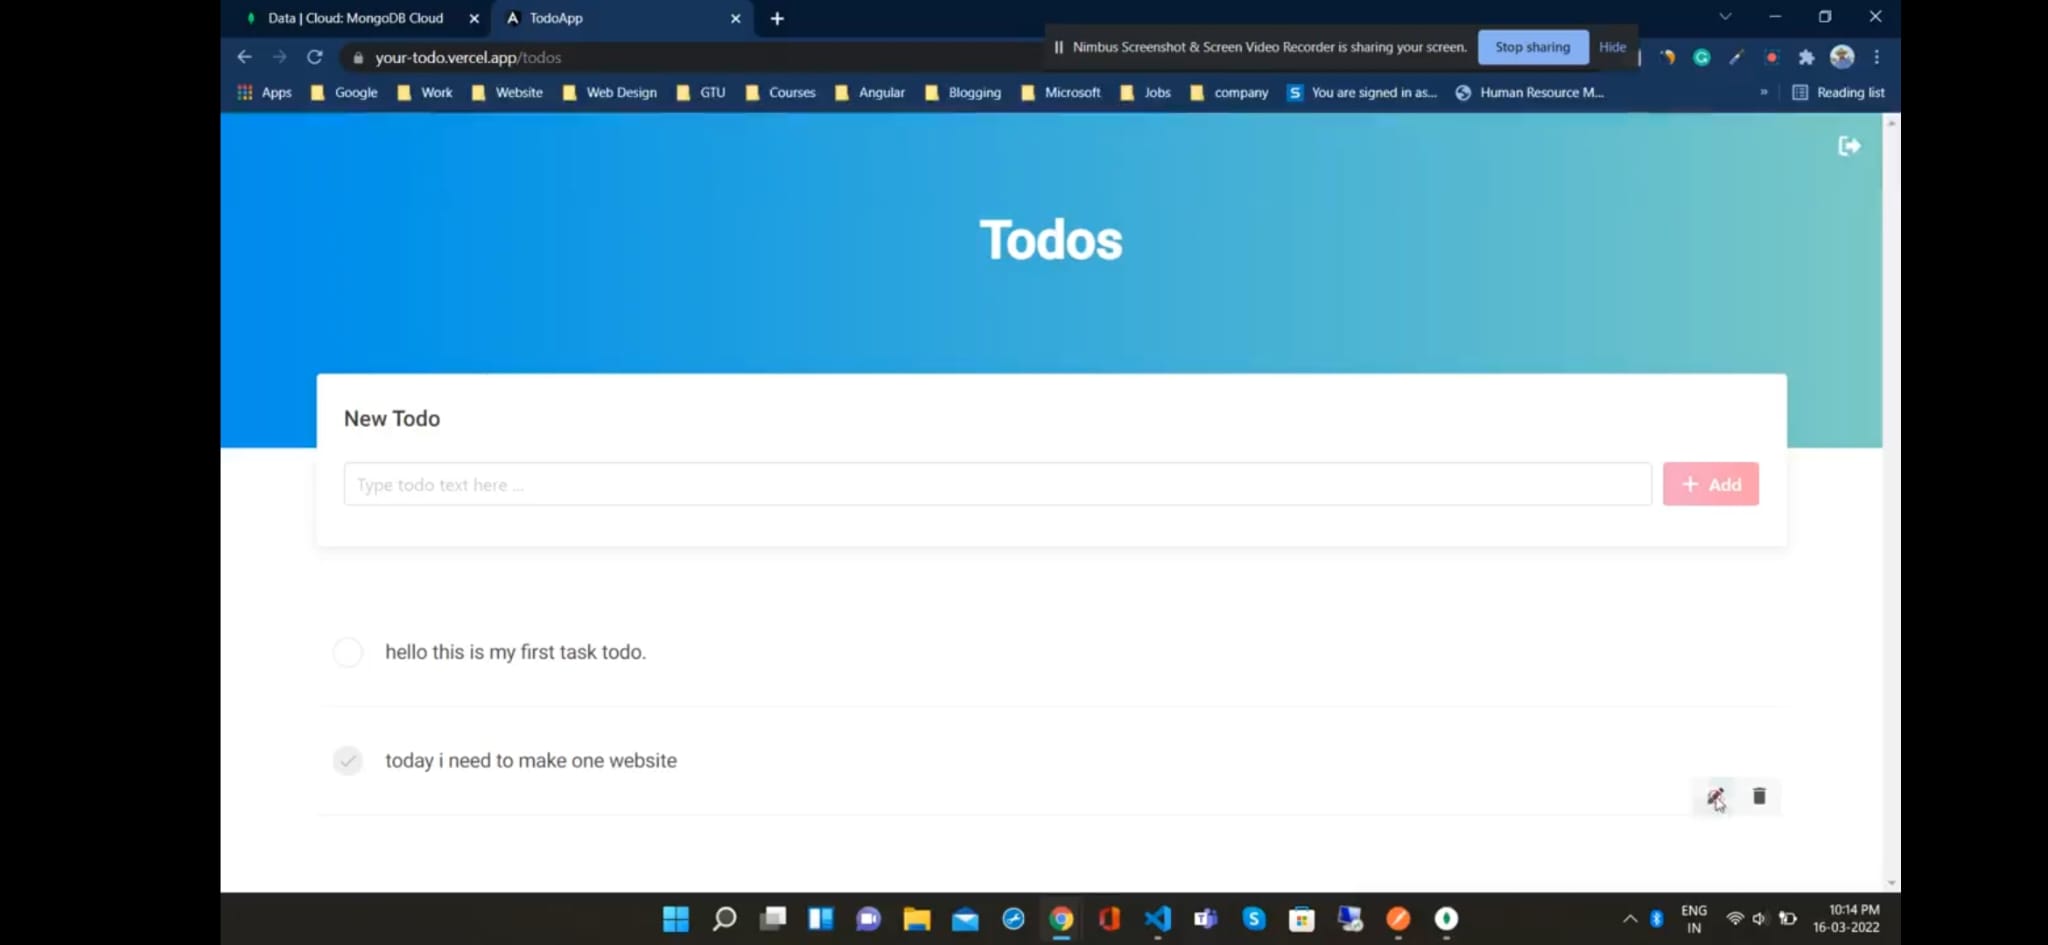 Data | Cloud: MongoDB Cloud
TodoApp
your-todo.vercel.app/todos
Nimbus Screenshot & Screen Video Recorder is sharing your screen.
Stop sharing
Hide
Apps
Google
Work
Website
Web Design
GTU
Courses
Angular
Blogging
Microsoft
Jobs
company
You are signed in as...
Human Resource M...
»
Reading list
Todos
New Todo
Type todo text here ...
+ Add
hello this is my first task todo.
today i need to make one website
ENG
IN
10:14 PM
16-03-2022